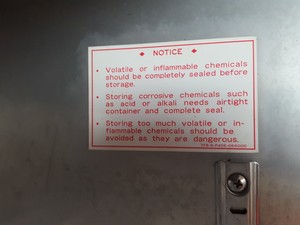 ◆ NOTICE ◆
• Volatile or inflammable chemicals
should be completely sealed before
storage.
• Storing corrosive chemicals such
as acid or alkali needs airtight
container and complete seal.
• Storing too much volatile or in-
flammable chemicals should be
avoided as they are dangerous.